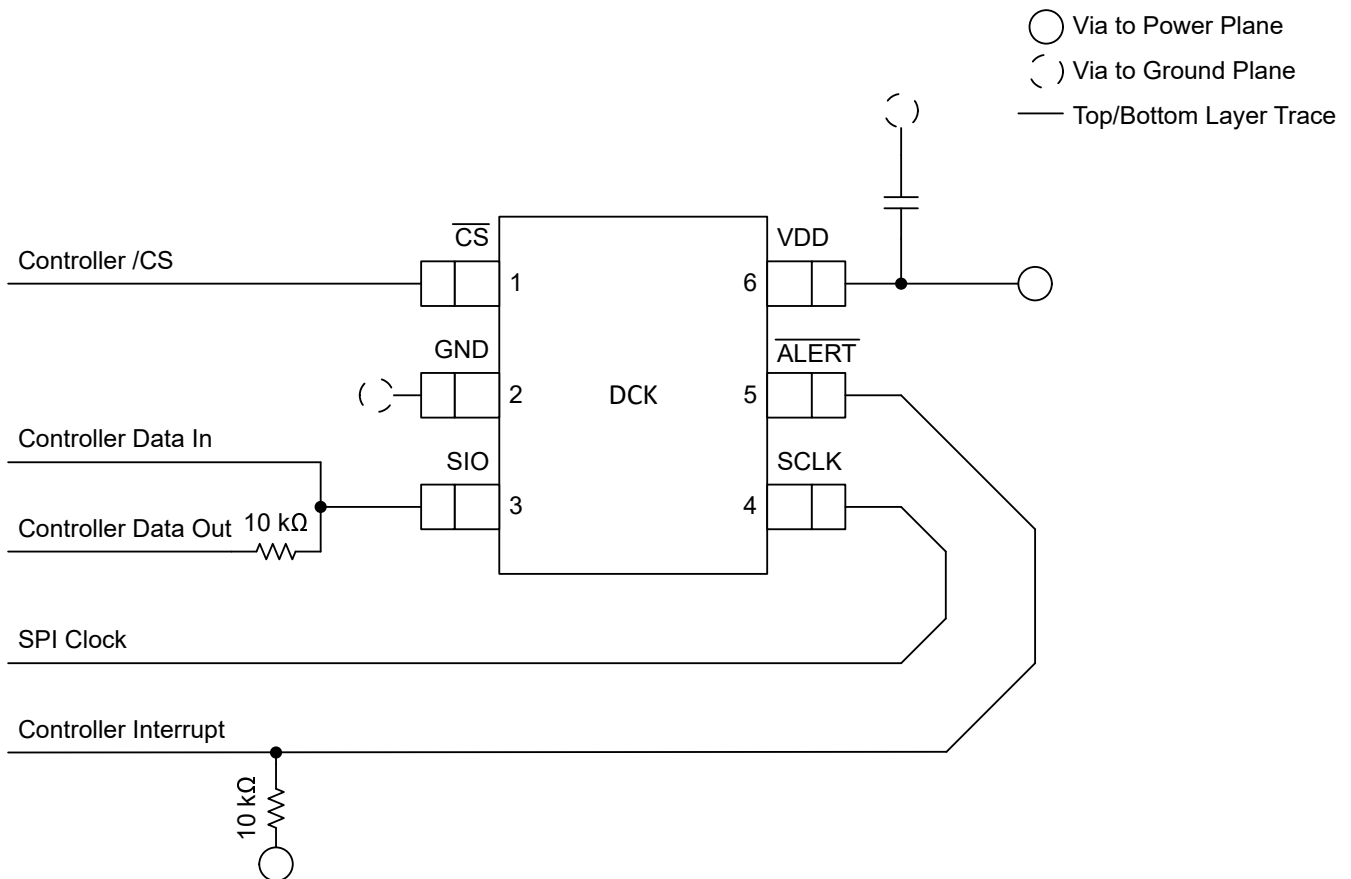 Via to Power Plane
Via to Ground Plane
Top/Bottom Layer Trace
CS
VDD
Controller /CS
1
6
GND
ALERT
2
DCK
5
Controller Data In
SIO
SCLK
3
4
Controller Data Out
10 kΩ
SPI Clock
Controller Interrupt
10 kΩ